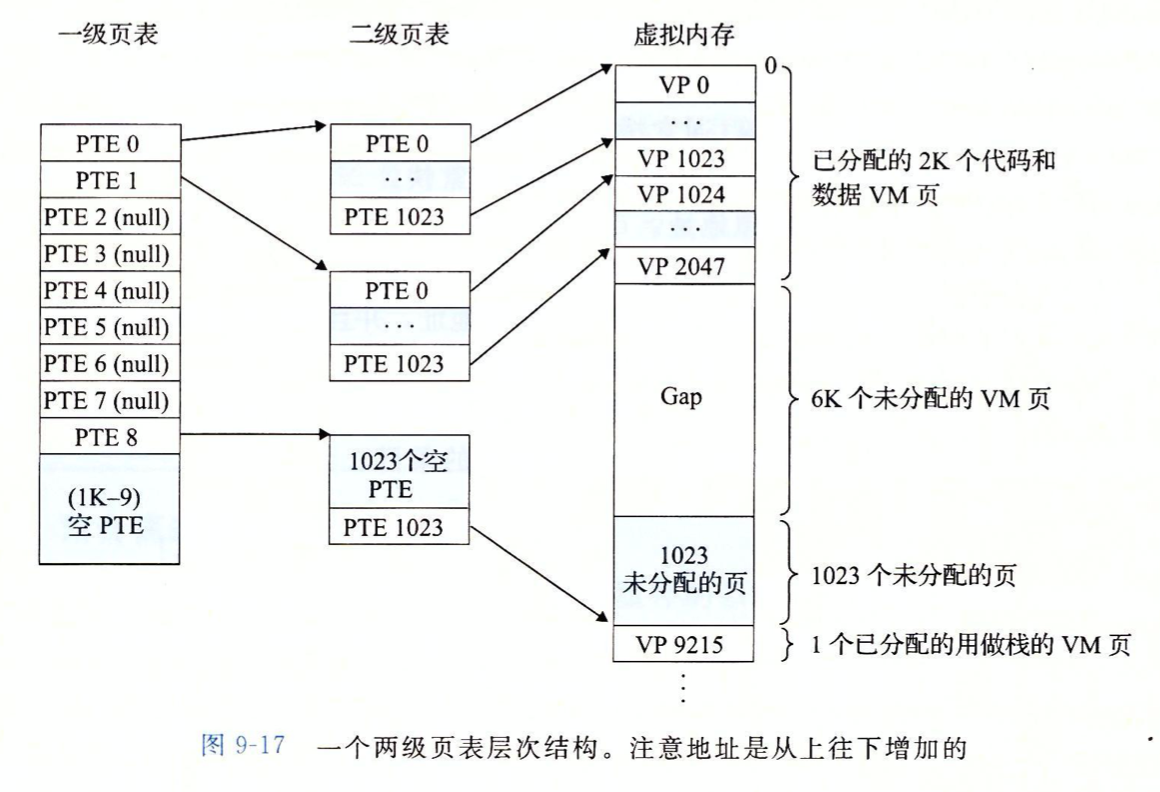 一级页表
二级页表
虚拟内存
PTE 0
PTE 1
PTE 2 (null)
PTE 3 (null)
PTE 4 (null)
PTE 5 (null)
PTE 6 (null)
PTE 7 (null)
PTE 8
(1K–9)
空 PTE
PTE 0
···
PTE 1023
PTE 0
···
PTE 1023
1023个空
PTE
PTE 1023
0
VP 0
···
VP 1023
VP 1024
···
VP 2047
Gap
1023
未分配的页
VP 9215
⋮
已分配的 2K 个代码和
数据 VM 页
6K 个未分配的 VM 页
1023 个未分配的页
1 个已分配的用做栈的 VM 页
图 9-17 一个两级页表层次结构。注意地址是从上往下增加的